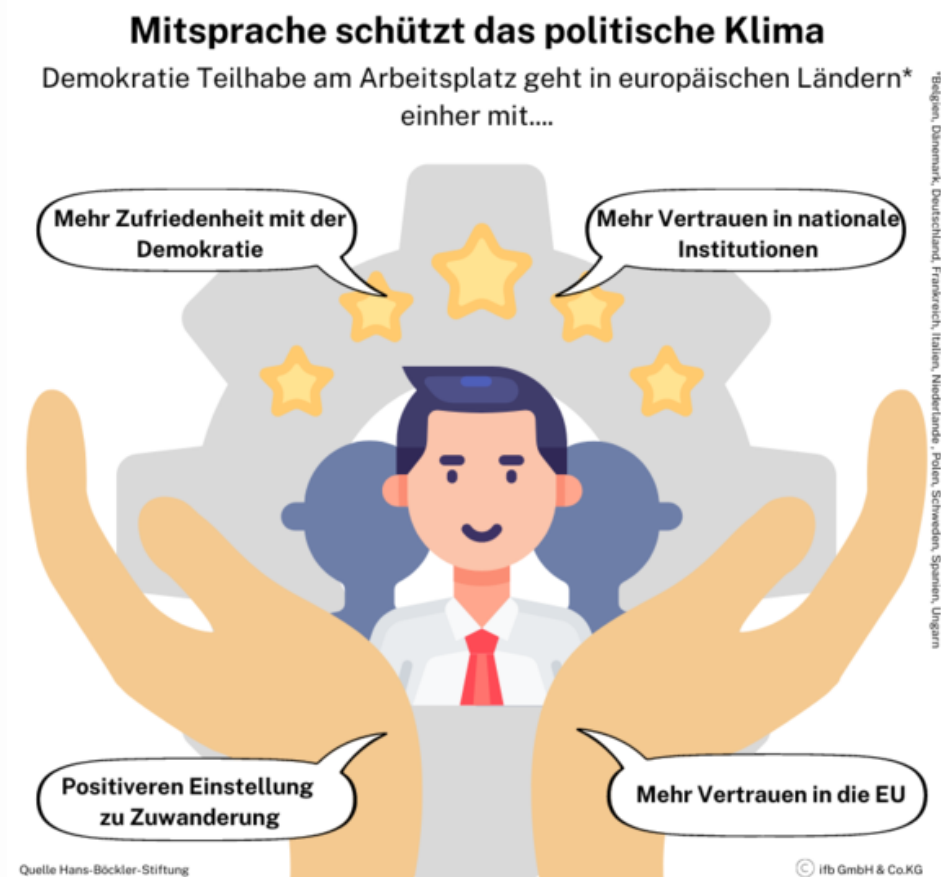 Mitsprache schützt das politische Klima
Demokratie Teilhabe am Arbeitsplatz geht in europäischen Ländern*
einher mit....
Mehr Zufriedenheit mit der
Demokratie
Mehr Vertrauen in nationale
Institutionen
*Belgien, Dänemark, Deutschland, Frankreich, Italien, Niederlande , Polen, Schweden, Spanien, Ungarn
Positiveren Einstellung
zu Zuwanderung
Mehr Vertrauen in die EU
Quelle Hans-Böckler-Stiftung
© ifb GmbH & Co.KG